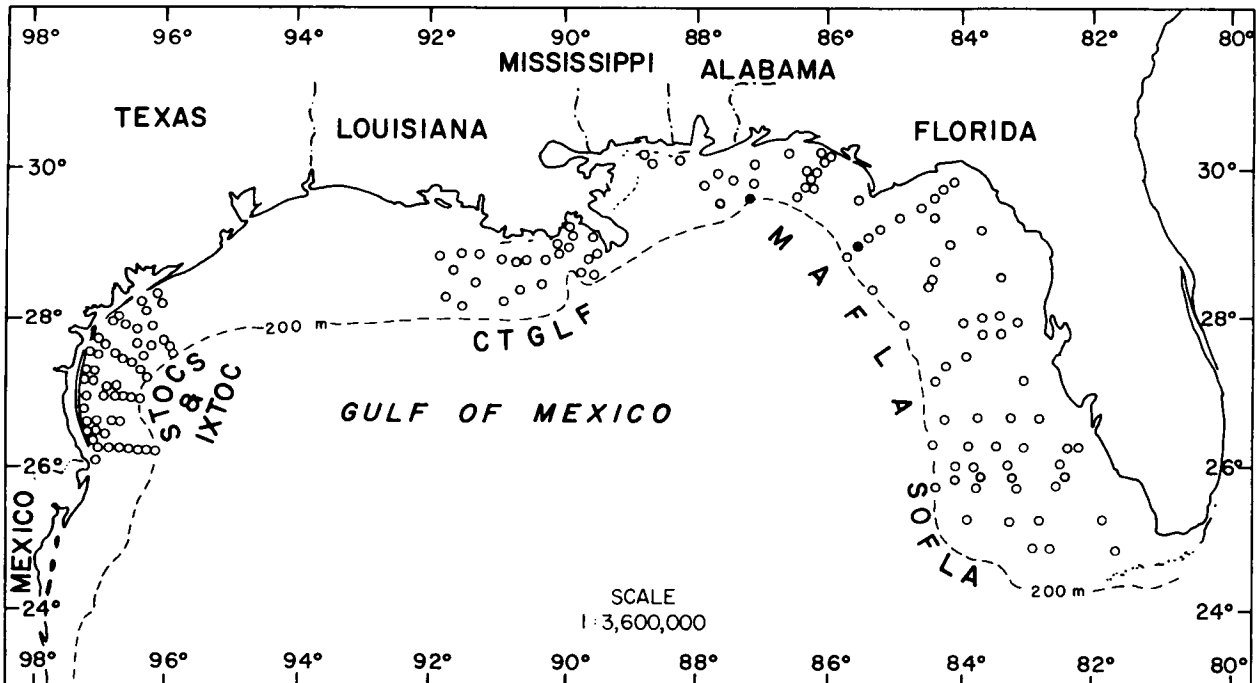 98° 96° 94° 92° 90° 88° 86° 84° 82° 80°
MISSISSIPPI ALABAMA
TEXAS LOUISIANA FLORIDA
30° 30°
28° 28°
200 m
CTGLF
MAFLA
STOCS
&
IXTOC
GULF OF MEXICO
26° 26°
SOFLA
MEXICO
200 m
24° 24°
SCALE
1:3,600,000
98° 96° 94° 92° 90° 88° 86° 84° 82° 80°